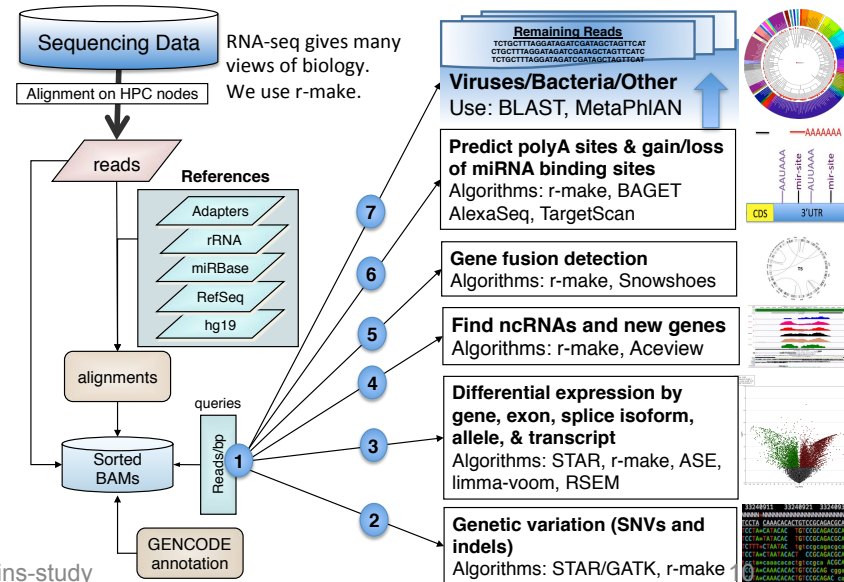 Sequencing Data
RNA-seq gives many
views of biology.
We use r-make.
Alignment on HPC nodes
reads
References
Adapters
rRNA
miRBase
RefSeq
hg19
alignments
queries
Reads/bp
Sorted
BAMs
GENCODE
annotation
1
7
6
5
4
3
2
Remaining Reads
TCTGCTTTAGGATAGATCGATAGCTAGTTCAT
CTGCTTTAGGATAGATCGATAGCTAGTTCATC
TCTGCTTTAGGATAGATCGATAGCTAGTTCAT
Viruses/Bacteria/Other
Use: BLAST, MetaPhlAN
Predict polyA sites & gain/loss
of miRNA binding sites
Algorithms: r-make, BAGET
AlexaSeq, TargetScan
AAAAAAA
AAUAAA
mir-site
AUUAAA
mir-site
CDS
3'UTR
Gene fusion detection
Algorithms: r-make, Snowshoes
Find ncRNAs and new genes
Algorithms: r-make, Aceview
Differential expression by
gene, exon, splice isoform,
allele, & transcript
Algorithms: STAR, r-make, ASE,
limma-voom, RSEM
Genetic variation (SNVs and
indels)
Algorithms: STAR/GATK, r-make
33240911 33240921
ins-study